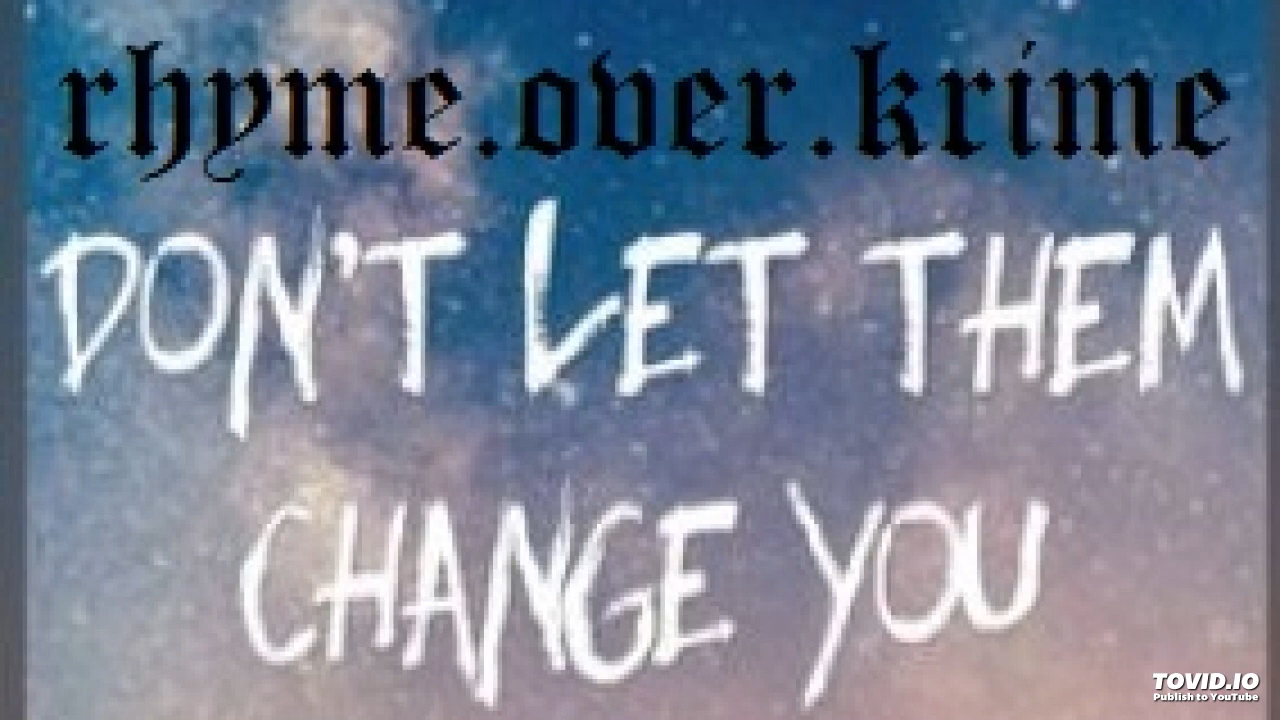 rhyme.over.krime
DON'T LET THEM
CHANGE YOU
TOVID.IO
Publish to YouTube